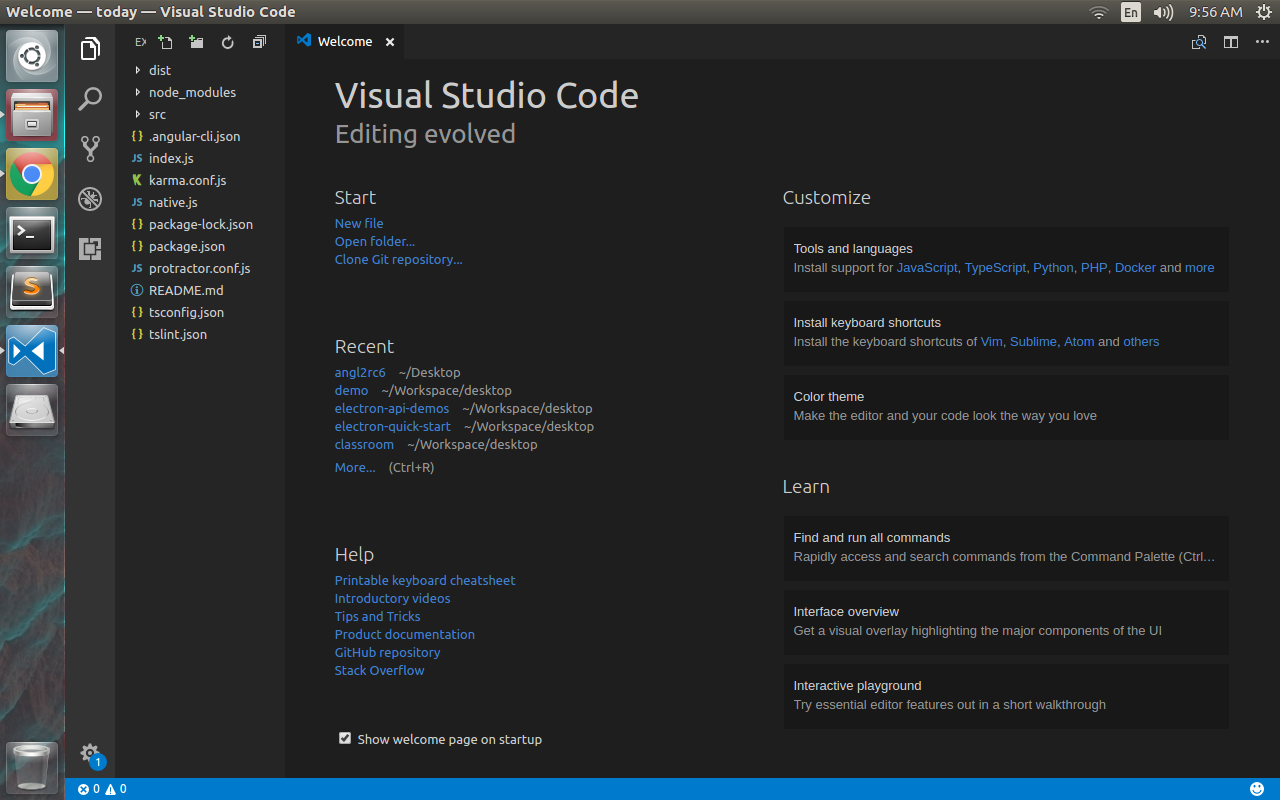 Welcome — today — Visual Studio Code
En
9:56 AM
EX
Welcome
dist
node_modules
src
.angular-cli.json
index.js
karma.conf.js
native.js
package-lock.json
package.json
protractor.conf.js
README.md
tsconfig.json
tslint.json
Visual Studio Code
Editing evolved
Start
New file
Open folder...
Clone Git repository...
Recent
angl2rc6 ~/Desktop
demo ~/Workspace/desktop
electron-api-demos ~/Workspace/desktop
electron-quick-start ~/Workspace/desktop
classroom ~/Workspace/desktop
More... (Ctrl+R)
Help
Printable keyboard cheatsheet
Introductory videos
Tips and Tricks
Product documentation
GitHub repository
Stack Overflow
Show welcome page on startup
Customize
Tools and languages
Install support for JavaScript, TypeScript, Python, PHP, Docker and more
Install keyboard shortcuts
Install the keyboard shortcuts of Vim, Sublime, Atom and others
Color theme
Make the editor and your code look the way you love
Learn
Find and run all commands
Rapidly access and search commands from the Command Palette (Ctrl...
Interface overview
Get a visual overlay highlighting the major components of the UI
Interactive playground
Try essential editor features out in a short walkthrough
1
0 0